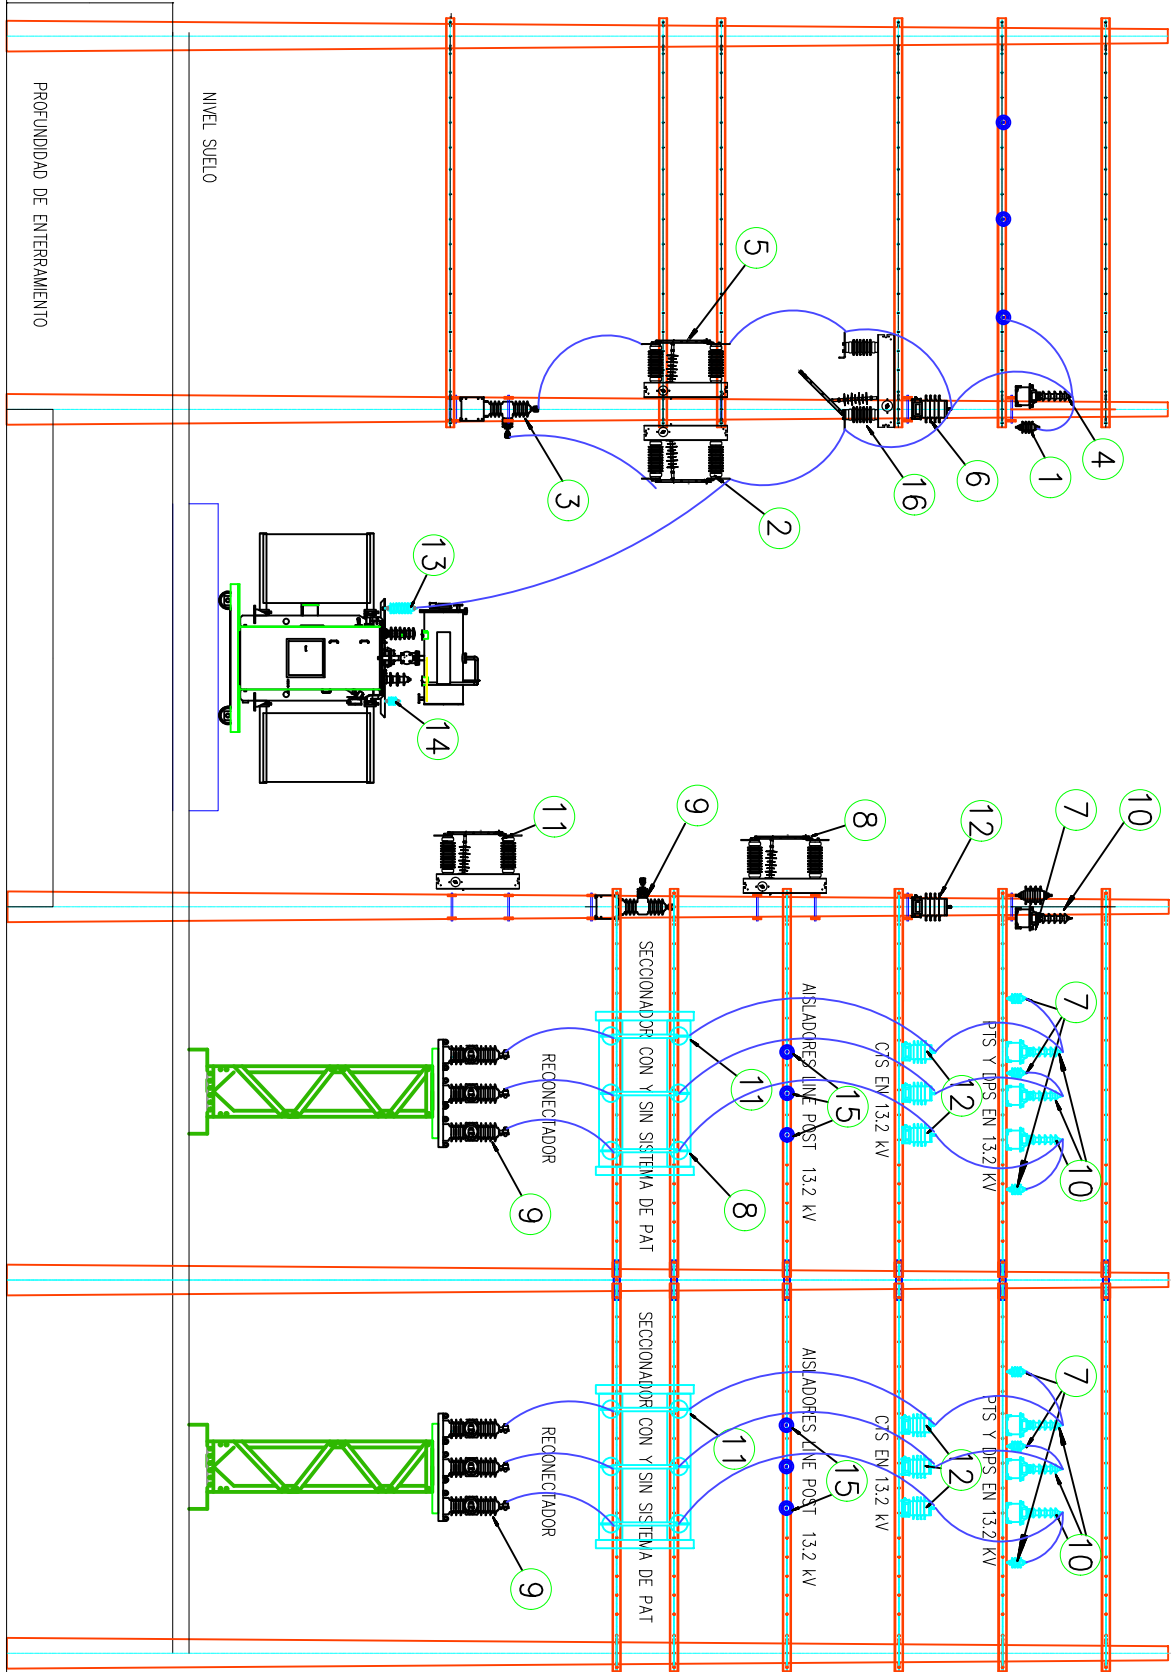 5
4
1
6
16
2
3
13
14
10
7
12
8
9
11
7
PTS Y DPS EN 13.2 KV
10
CTS EN 13.2 kV
12
AISLADORES LINE POST 13.2 kV
15
11
SECCIONADOR CON Y SIN SISTEMA DE PAT
8
RECONECTADOR
9
7
PTS Y DPS EN 13.2 KV
10
CTS EN 13.2 kV
12
AISLADORES LINE POST 13.2 kV
15
11
SECCIONADOR CON Y SIN SISTEMA DE PAT
RECONECTADOR
9
NIVEL SUELO
PROFUNDIDAD DE ENTERRAMIENTO